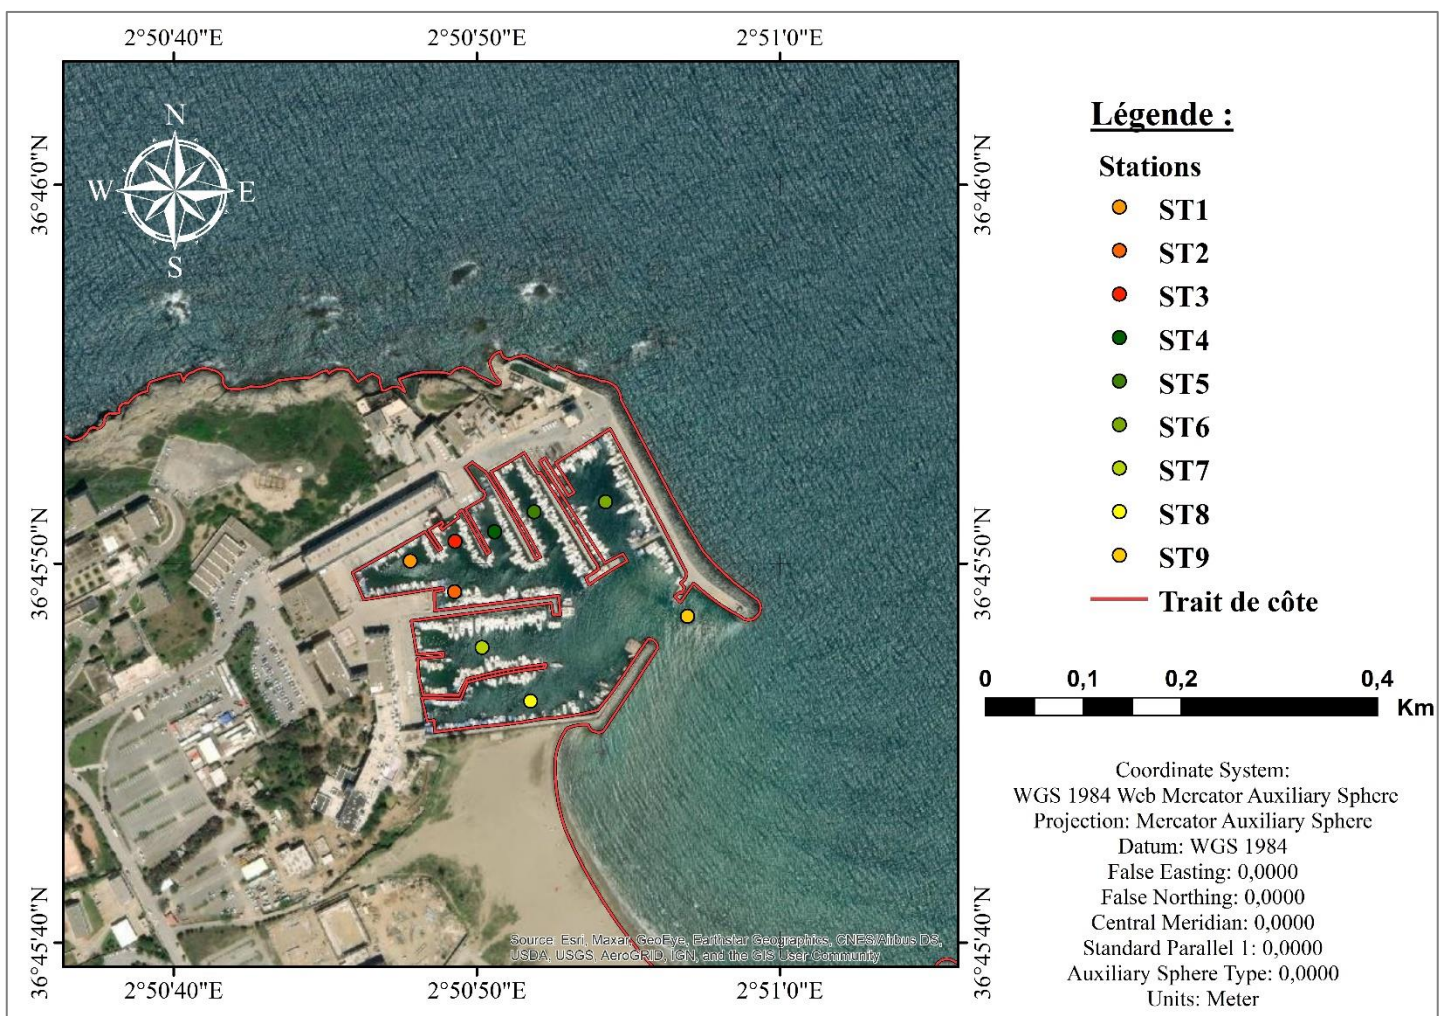 2°50'40"E 2°50'50"E 2°51'0"E
N
W E
S
36°46'0"N
36°45'50"N
36°45'40"N
36°46'0"N
36°45'50"N
36°45'40"N
Source: Esri, Maxar, GeoEye, Earthstar Geographics, CNES/Airbus DS,
USDA, USGS, AeroGRID, IGN, and the GIS User Community
2°50'40"E 2°50'50"E 2°51'0"E
Légende :
Stations
ST1
ST2
ST3
ST4
ST5
ST6
ST7
ST8
ST9
Trait de côte
0 0,1 0,2 0,4
Km
Coordinate System:
WGS 1984 Web Mercator Auxiliary Sphere
Projection: Mercator Auxiliary Sphere
Datum: WGS 1984
False Easting: 0,0000
False Northing: 0,0000
Central Meridian: 0,0000
Standard Parallel 1: 0,0000
Auxiliary Sphere Type: 0,0000
Units: Meter